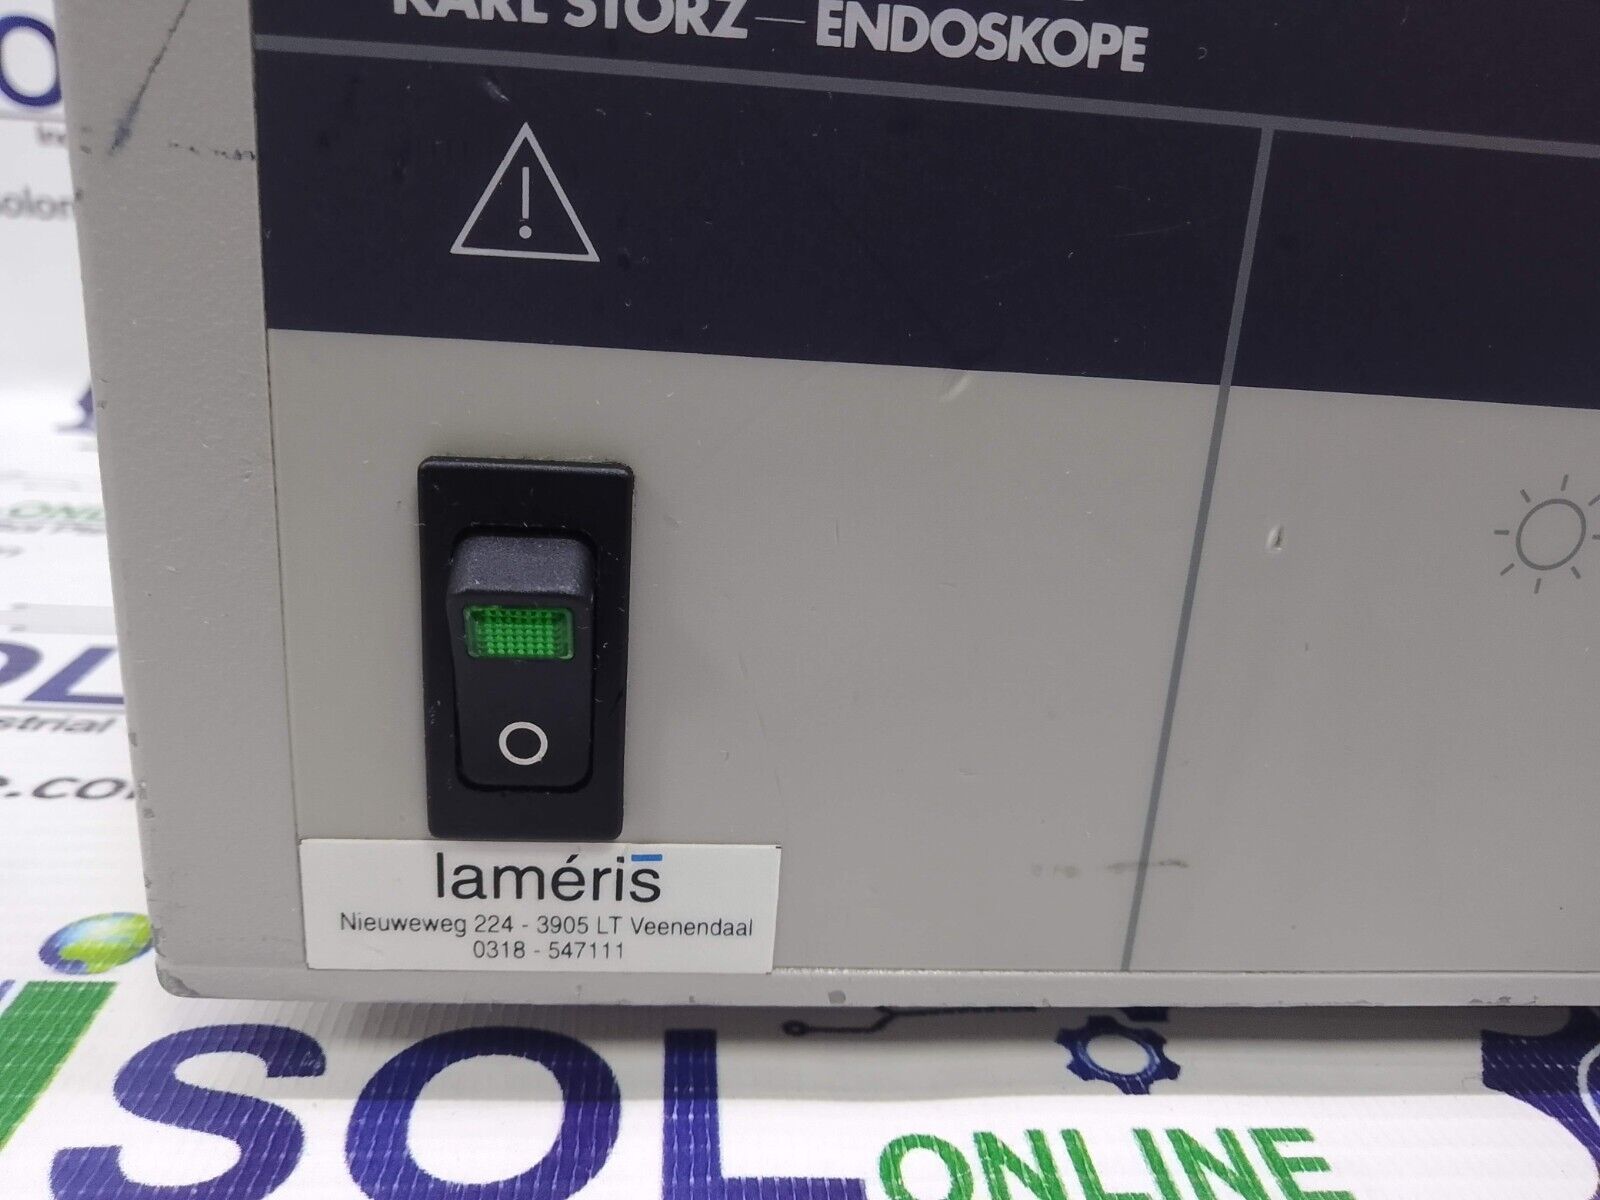 KARL STORZ — ENDOSKOPE
laméris
Nieuweweg 224 - 3905 LT Veenendaal
0318 - 547111
SOL
ONLINE